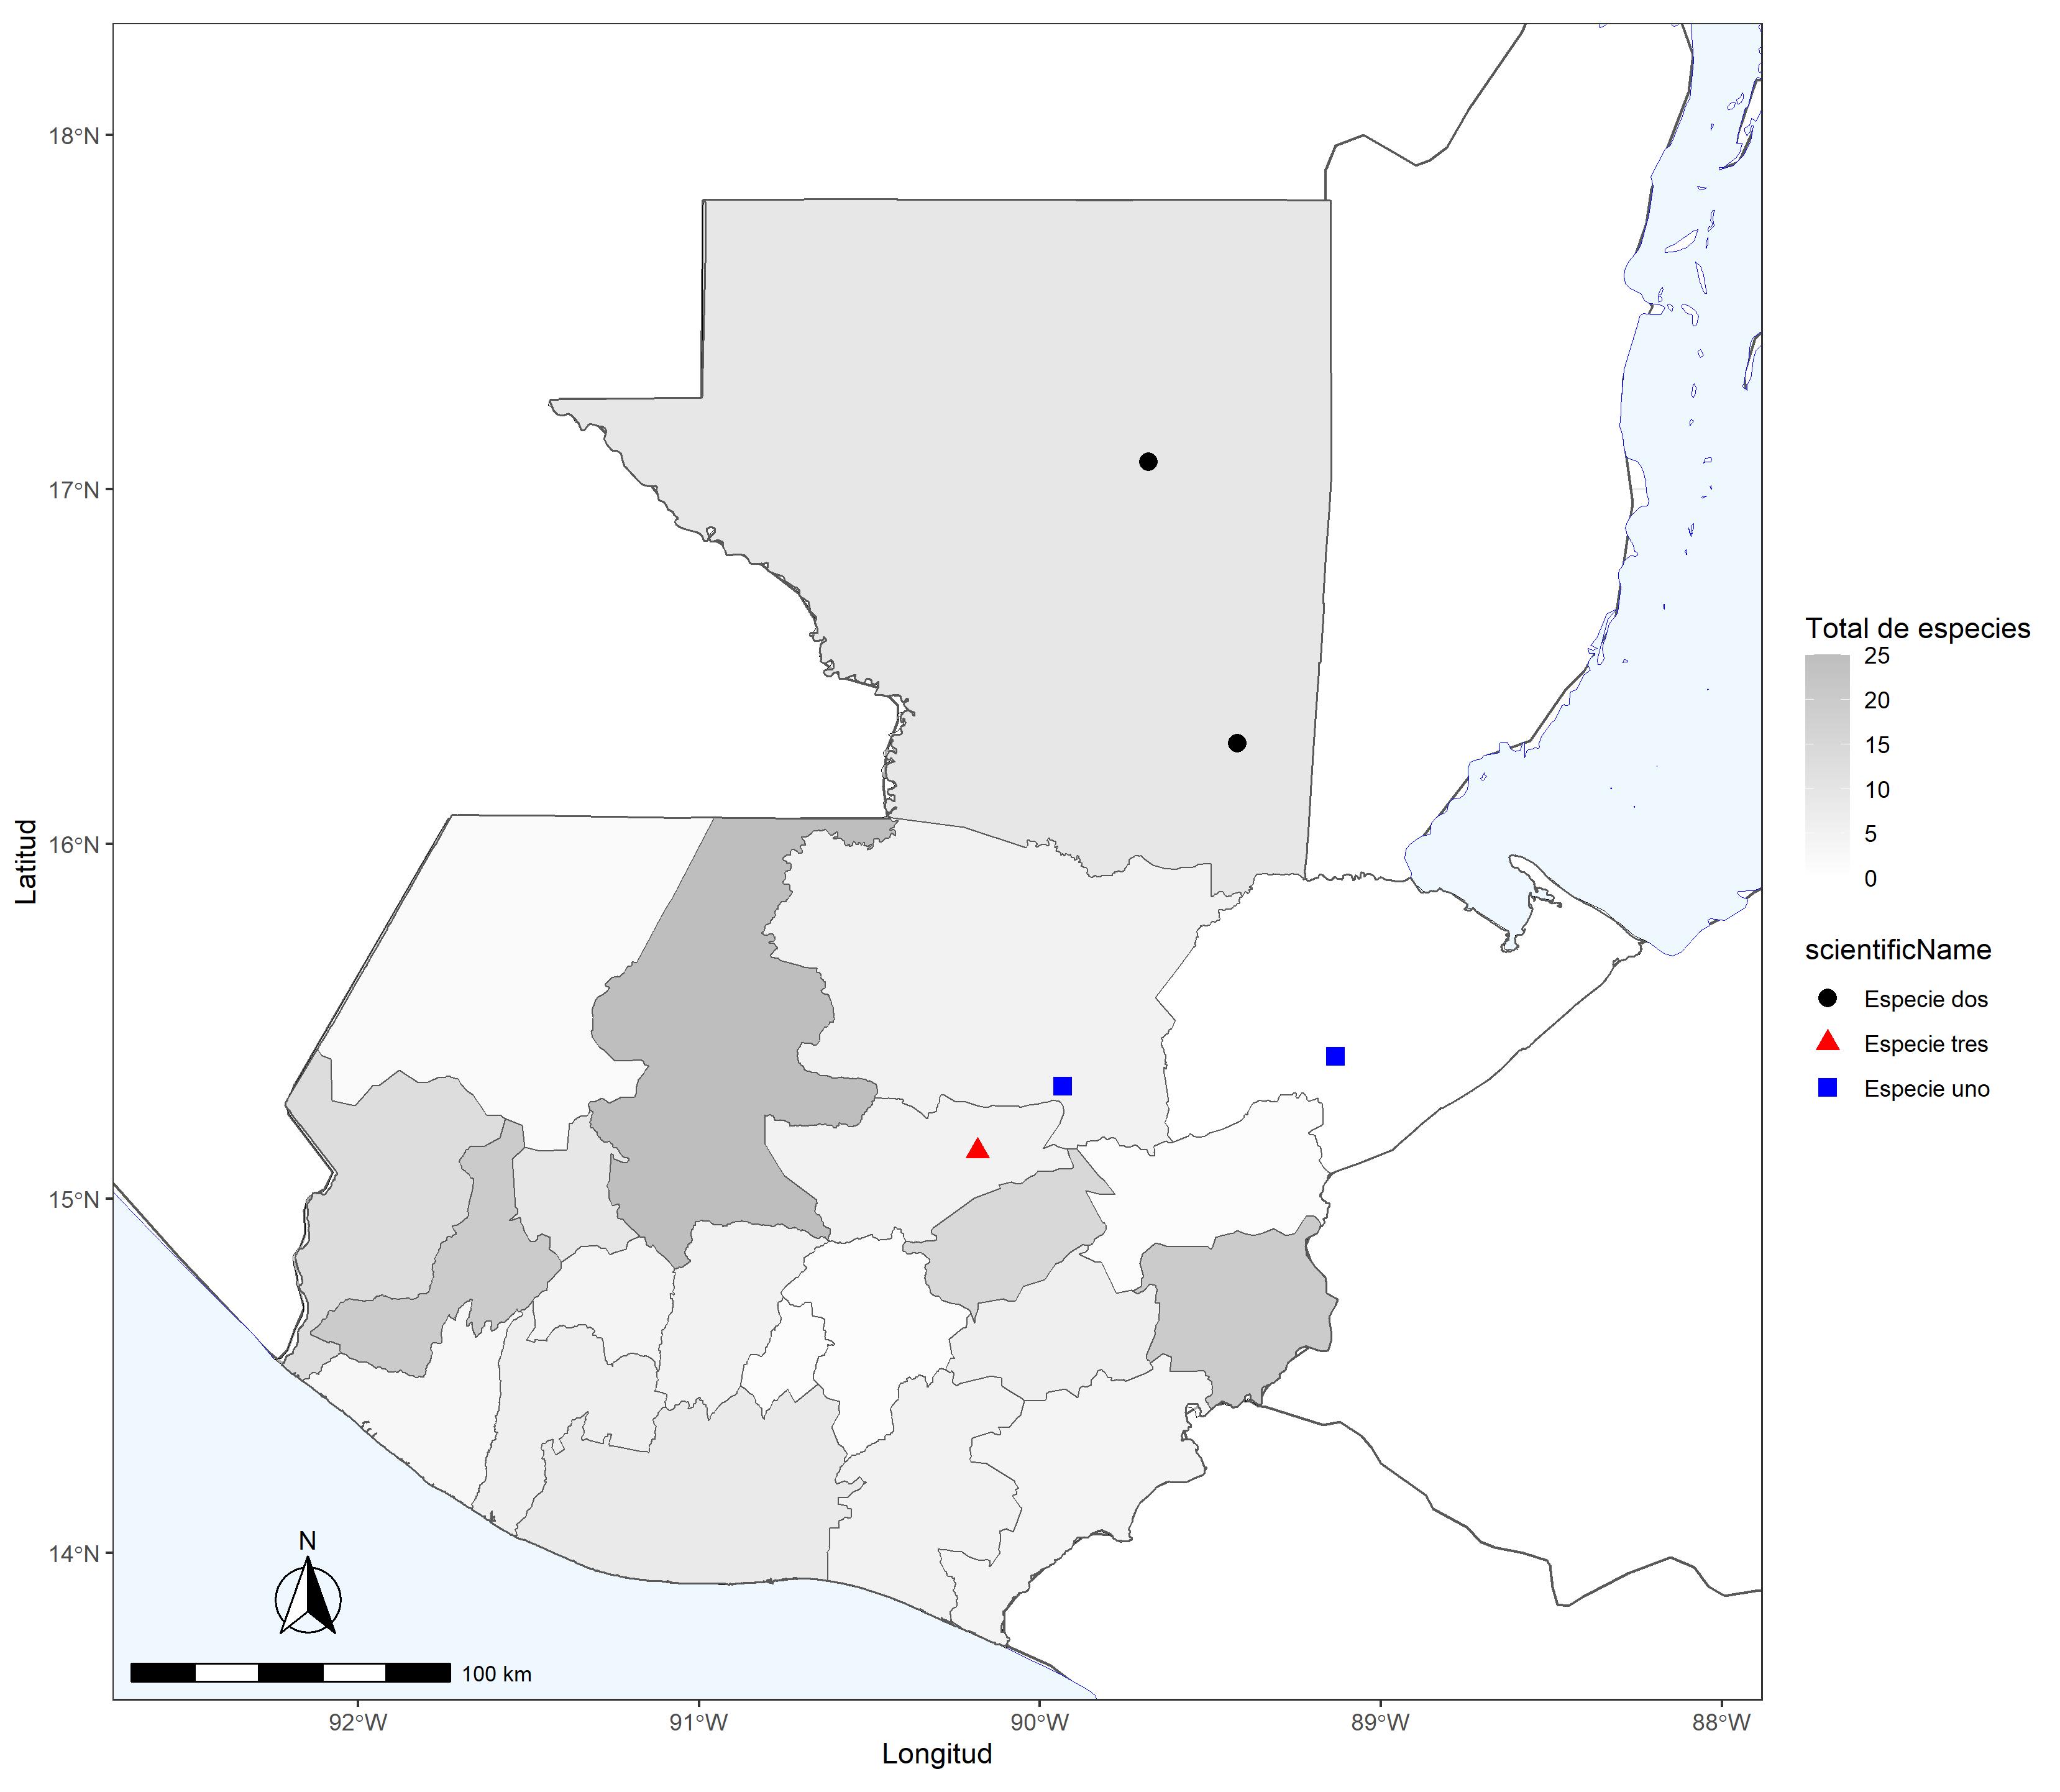 18°N
17°N
16°N
15°N
14°N
Latitud
92°W
91°W
90°W
89°W
88°W
Longitud
N
100 km
Total de especies
25
20
15
10
5
0
scientificName
Especie dos
Especie tres
Especie uno